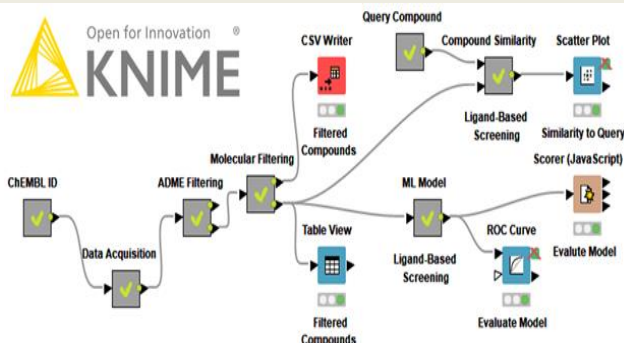 Open for Innovation ®
KNIME
Query Compound
CSV Writer
Compound Similarity
Scatter Plot
Filtered
Compounds
Ligand-Based
Screening
Similarity to Query
Molecular Filtering
Scorer (JavaScript)
ChEMBL ID
ADME Filtering
ML Model
ROC Curve
Table View
Data Acquisition
Evalute Model
Ligand-Based
Screening
Filtered
Compounds
Evaluate Model